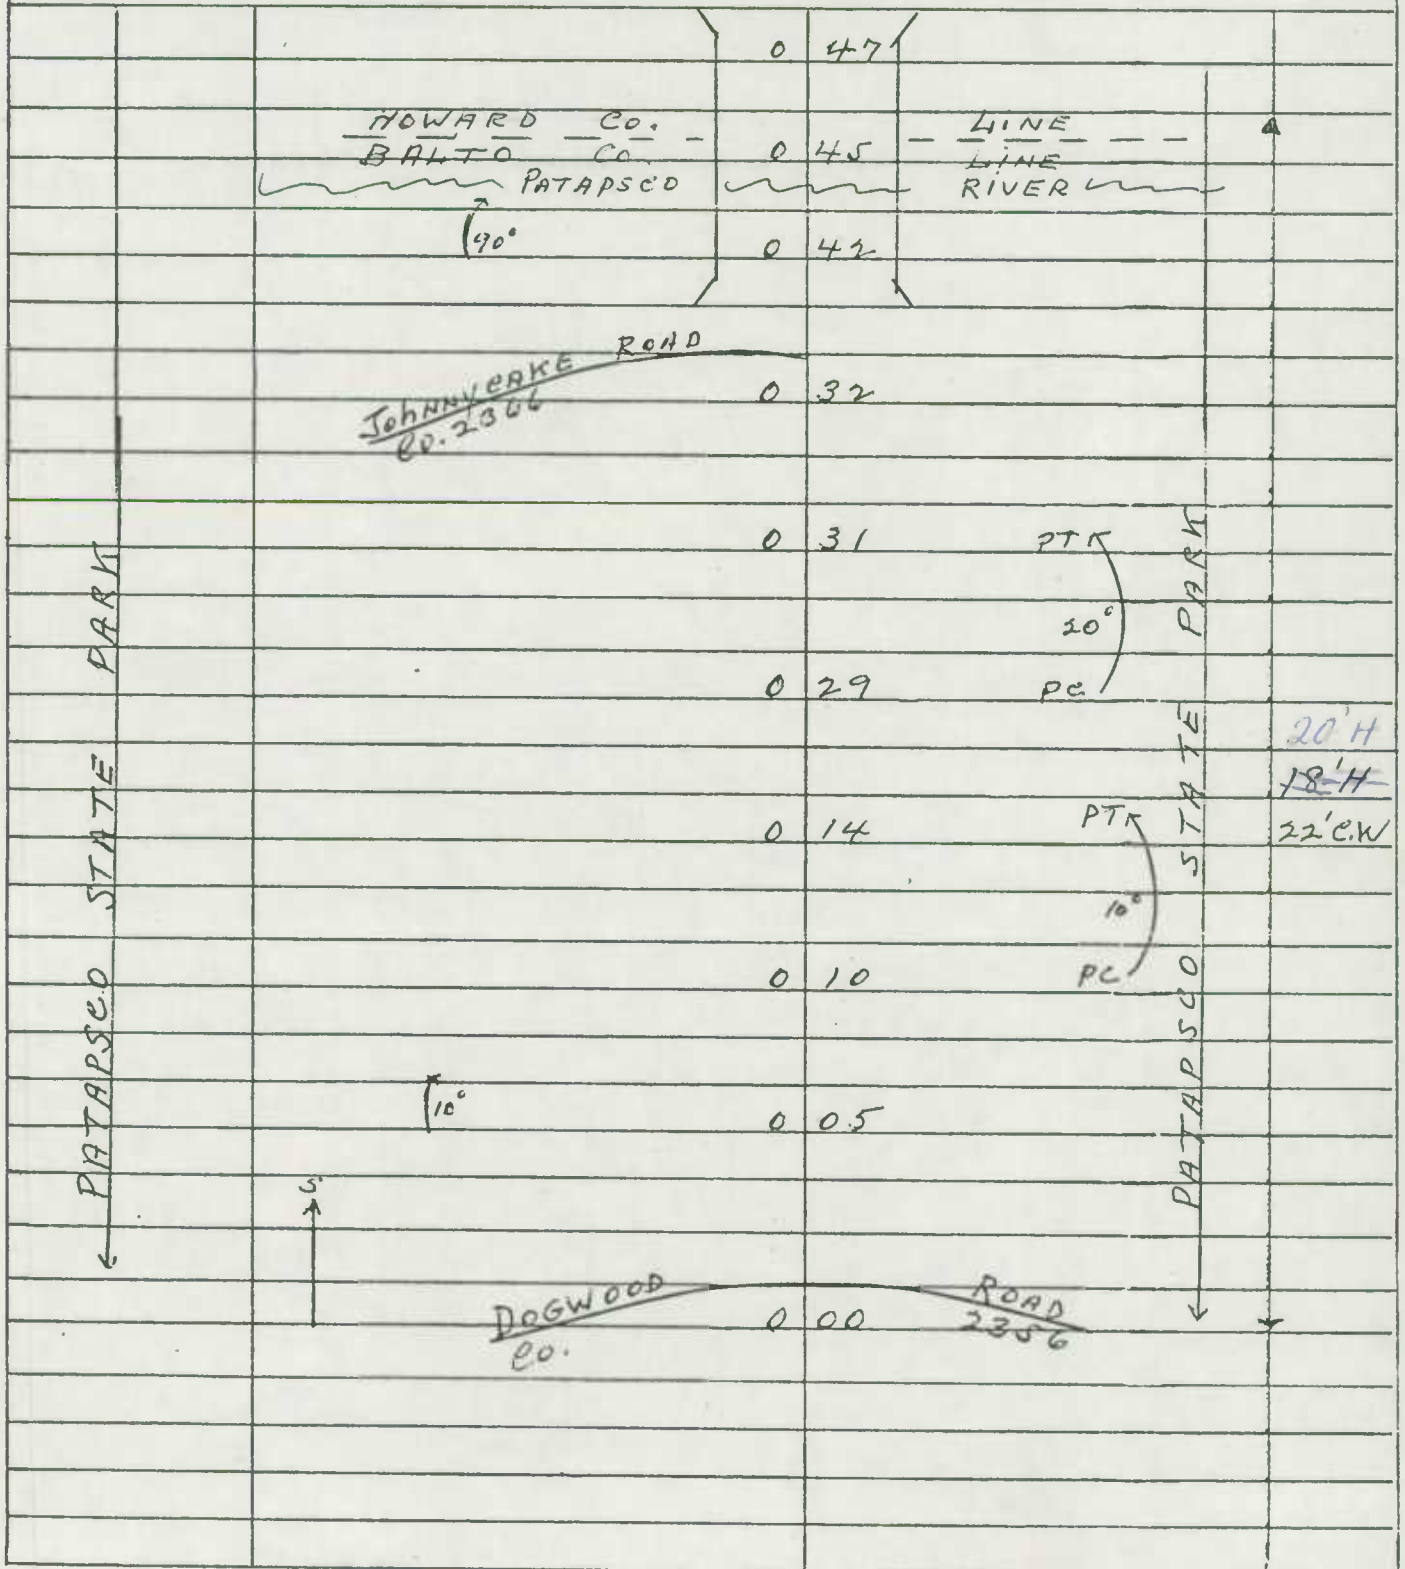 0 47
HOWARD CO. LINE
BALTO CO. 0 45 LINE
PATAPSCO RIVER
90° 0 42
JOHNNYCAKE ROAD
CO. 2366
0 32
0 31 PT
20°
0 29 PC
20' H
18' H
22' C.W
0 14 PT
10°
0 10 PC
10°
0 05
S
DOGWOOD ROAD
CO. 0 00 2356
PATAPSCO STATE PARK
PATAPSCO STATE PARK